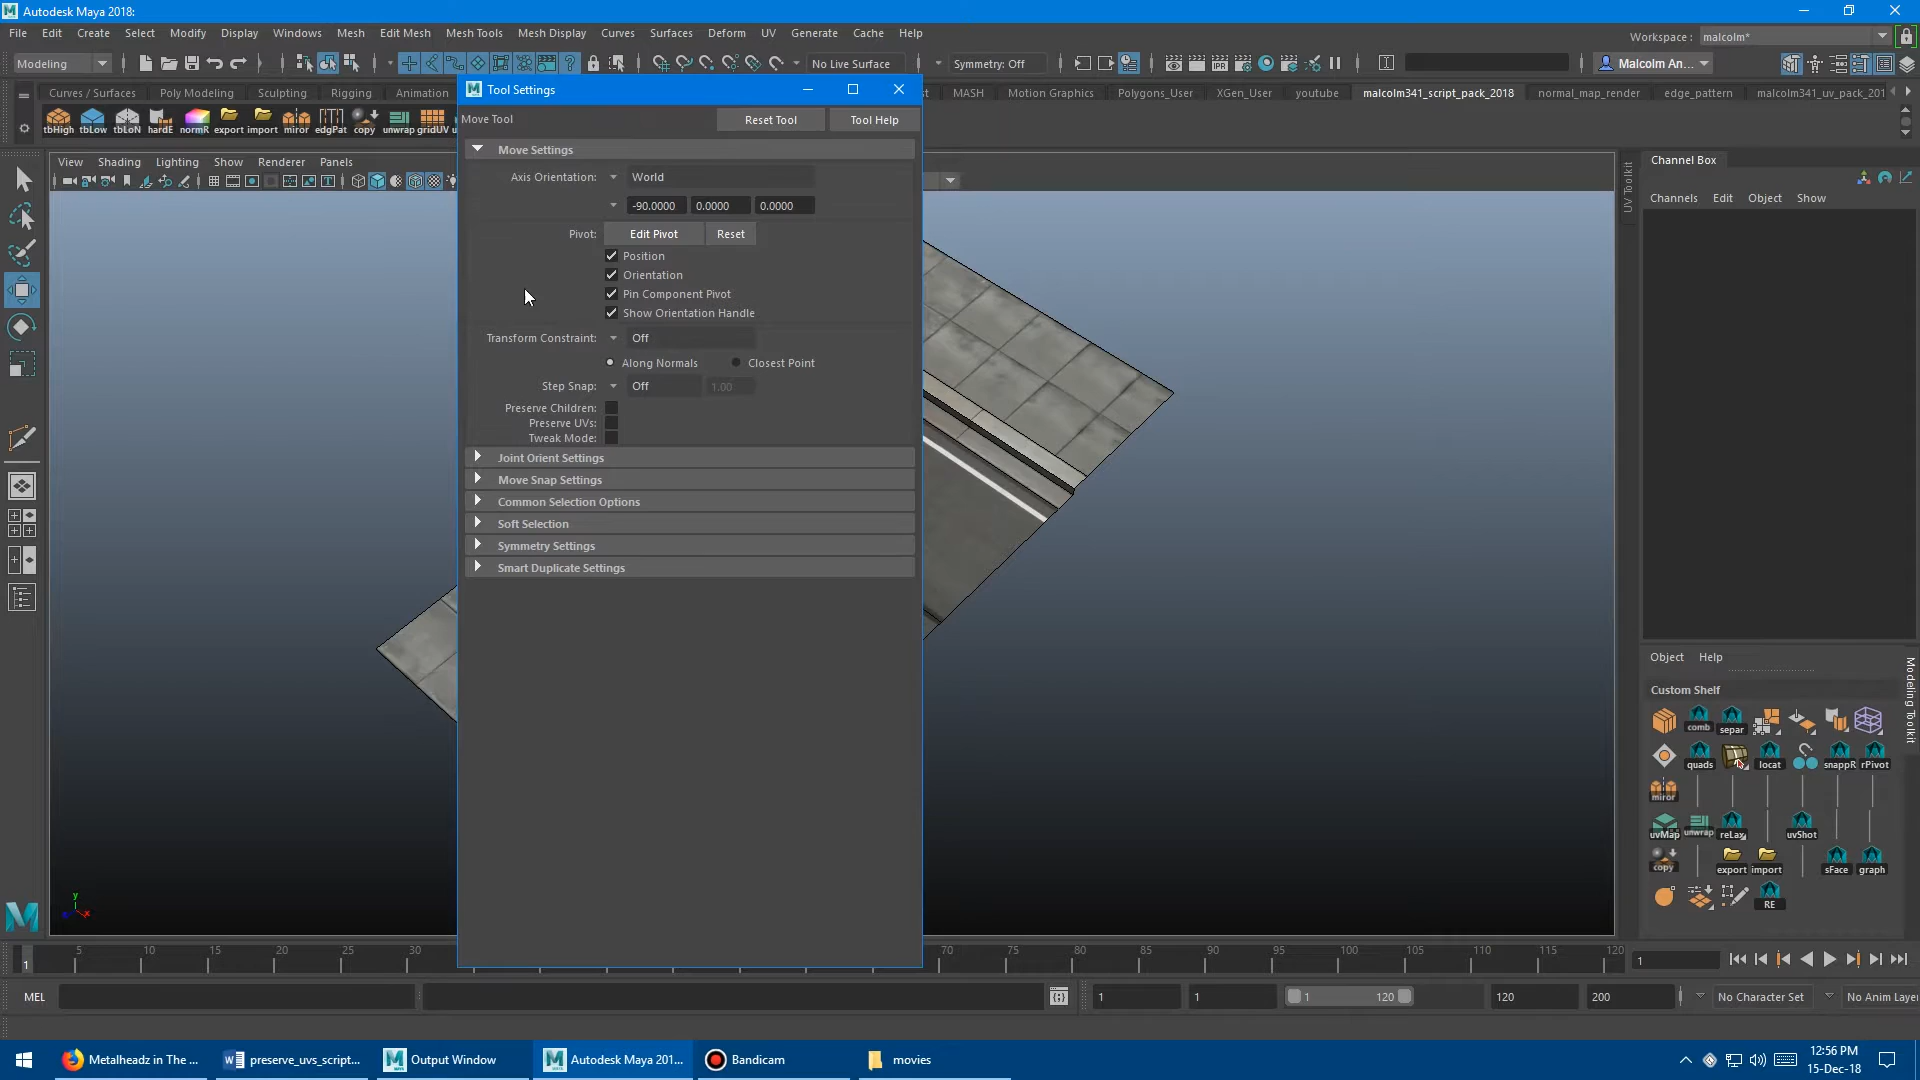 Autodesk Maya 2018:
File Edit Create Select Modify Display Windows Mesh Edit Mesh Mesh Tools Mesh Display Curves Surfaces Deform UV Generate Cache Help
Workspace : malcolm*
Modeling No Live Surface Symmetry: Off Malcolm An...
Curves / Surfaces Poly Modeling Sculpting Rigging Animation MASH Motion Graphics Polygons_User XGen_User youtube malcolm341_script_pack_2018 normal_map_render edge_pattern malcolm341_uv_pack_201
tbHigh tbLow tbLoN hardE normR export import miror edgPat copy unwrap gridUV
View Shading Lighting Show Renderer Panels
Tool Settings
Move Tool Reset Tool Tool Help
Move Settings
Axis Orientation: World
-90.0000 0.0000 0.0000
Pivot: Edit Pivot Reset
Position
Orientation
Pin Component Pivot
Show Orientation Handle
Transform Constraint: Off
Along Normals Closest Point
Step Snap: Off 1.00
Preserve Children:
Preserve UVs:
Tweak Mode:
Joint Orient Settings
Move Snap Settings
Common Selection Options
Soft Selection
Symmetry Settings
Smart Duplicate Settings
UV Toolkit
Channel Box
Channels Edit Object Show
Object Help
Custom Shelf
comb separ
quads locat snappR rPivot
miror
uvMap unwrap reLax uvShot
copy export import sFace graph
RE
Modeling Toolkit
y
x
5 10 15 20 25 30 70 75 80 85 90 95 100 105 110 115 120
1 1
MEL 1 1 1 120 120 200 No Character Set No Anim Layer
Metalheadz in The ... preserve_uvs_script... Output Window Autodesk Maya 201... Bandicam movies
12:56 PM
15-Dec-18